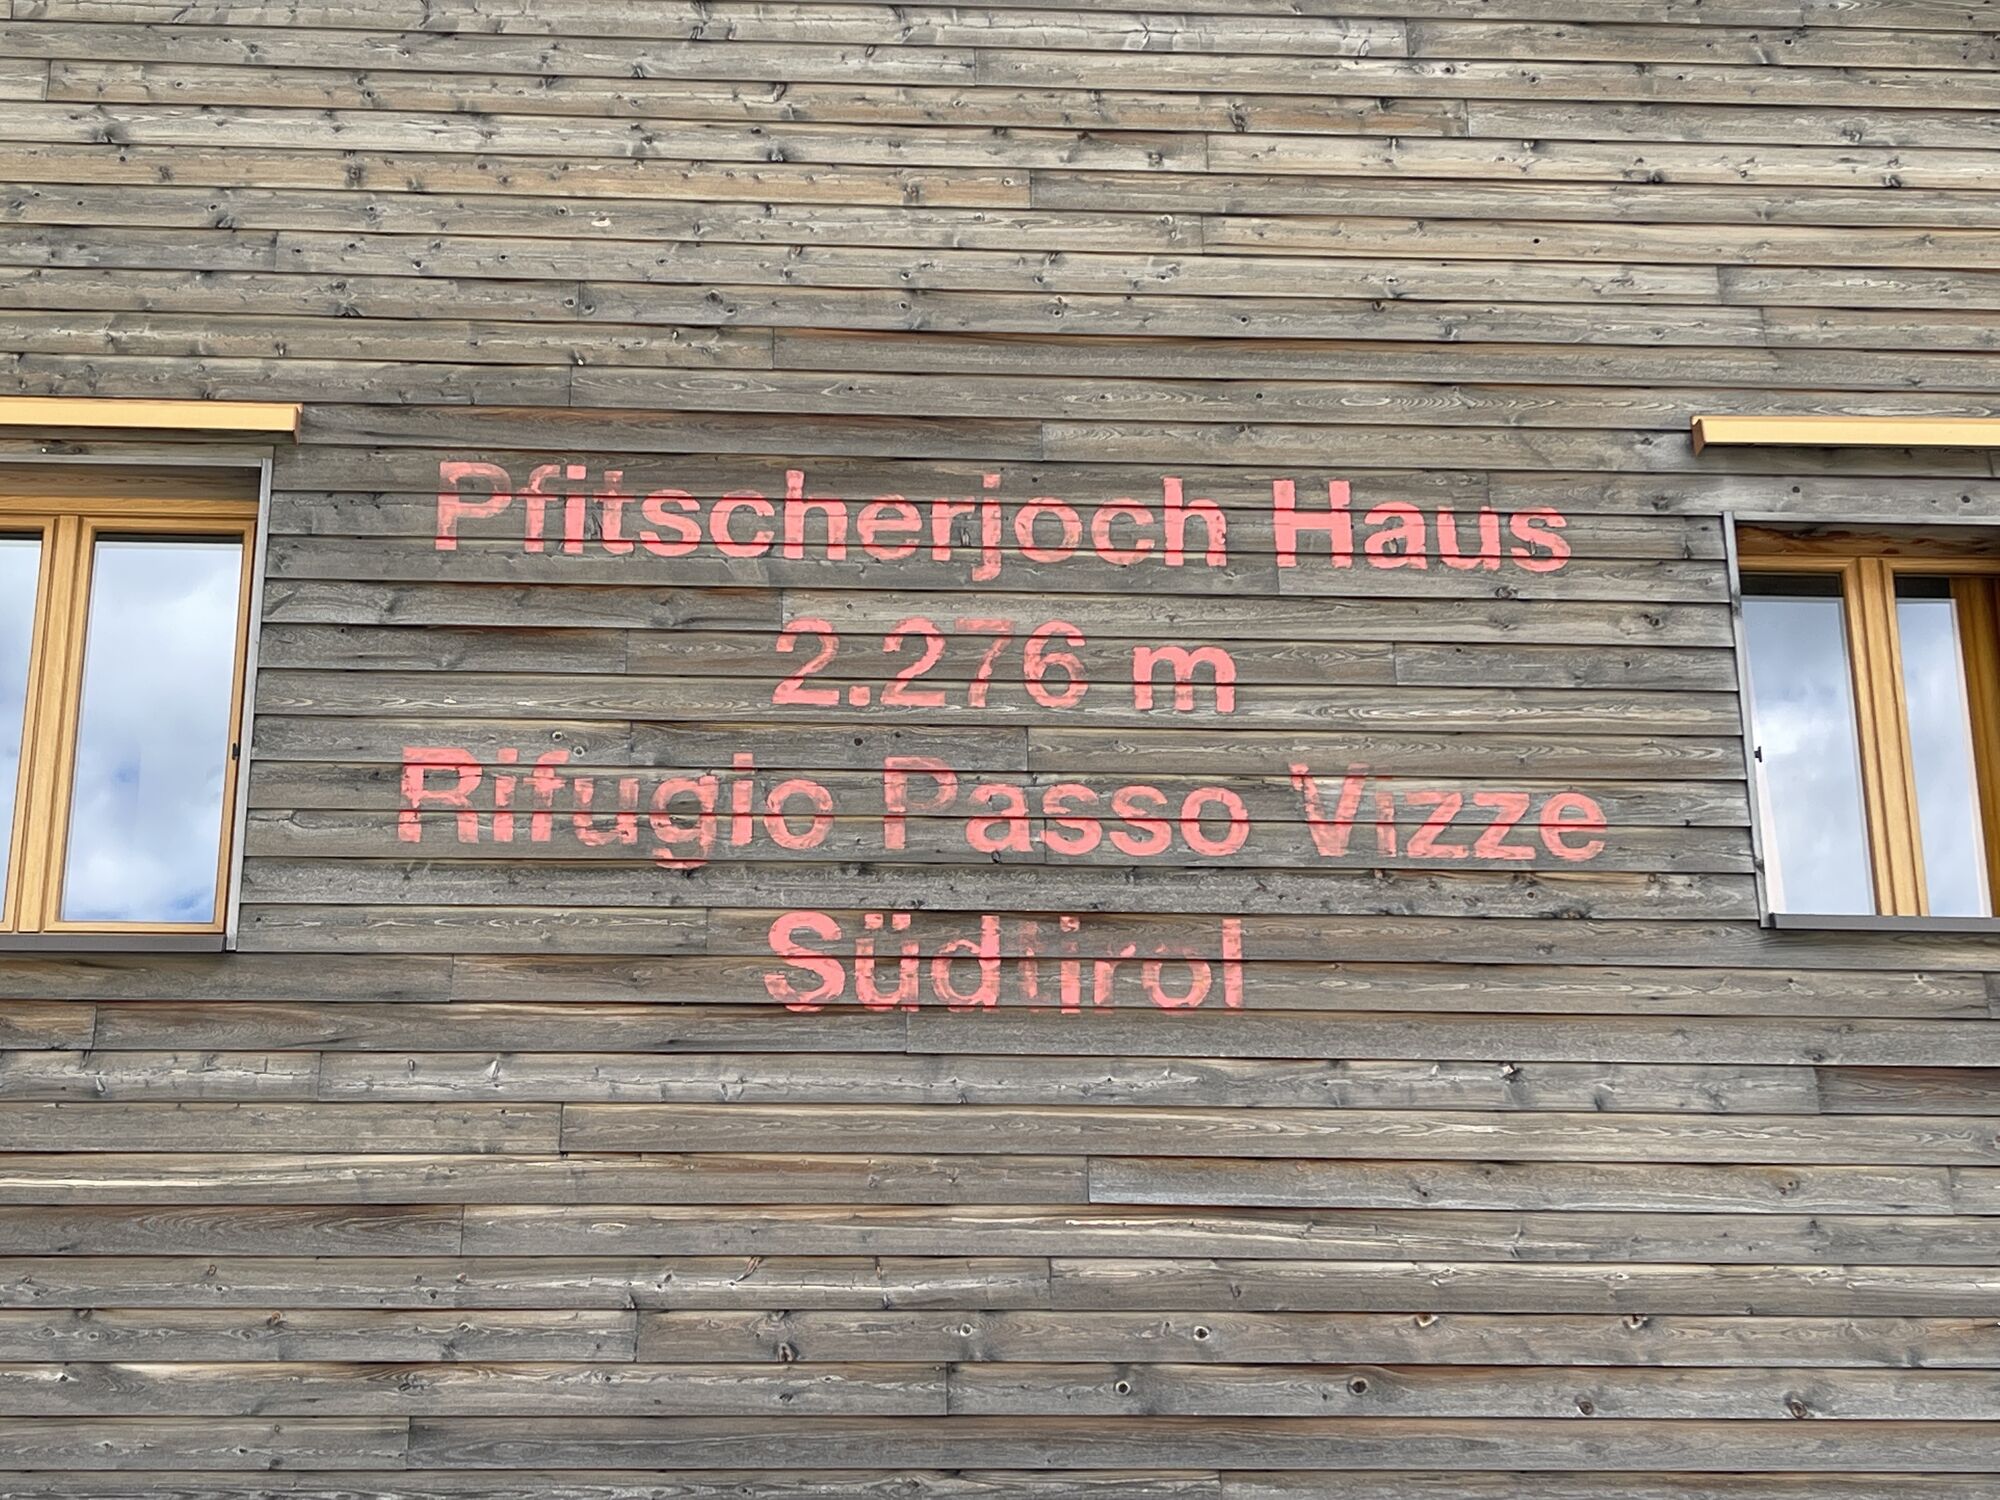 Pfitscherjoch Haus
2.276 m
Rifugio Passo Vizze
Südtirol